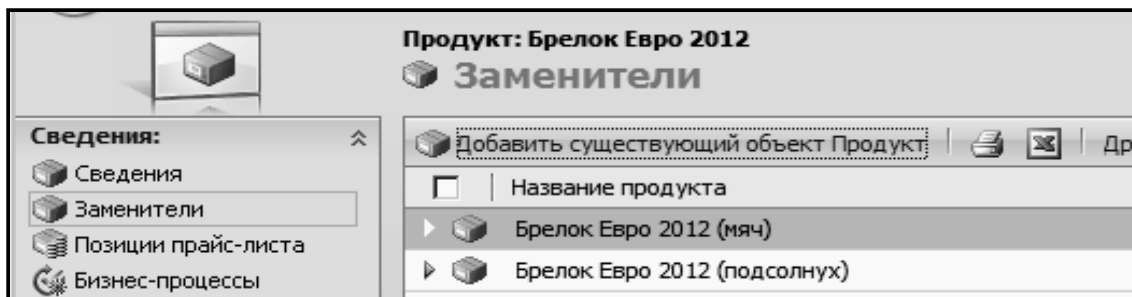 Продукт: Брелок Евро 2012
Заменители
Сведения:
Сведения
Заменители
Позиции прайс-листа
Бизнес-процессы
Добавить существующий объект Продукт
Название продукта
Брелок Евро 2012 (мяч)
Брелок Евро 2012 (подсолнух)